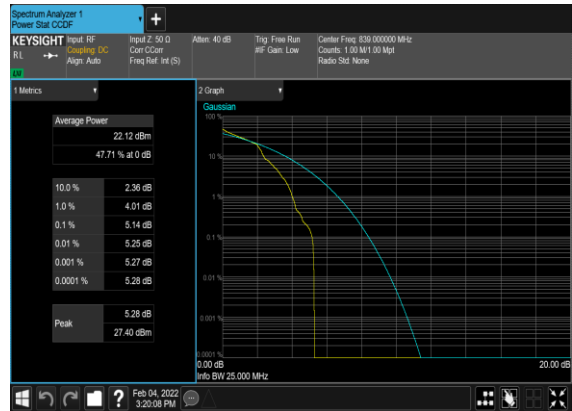 Spectrum Analyzer 1
Power Stat CCDF
+
KEYSIGHT
Input: RF
Input Z: 50 Ω
Atten: 40 dB
Trig: Free Run
Center Freq: 839.000000 MHz
RL
Coupling: DC
Corr CCorr
#IF Gain: Low
Counts: 1.00 M/1.00 Mpt
Align: Auto
Freq Ref: Int (S)
Radio Std: None
1 Metrics
2 Graph
Gaussian
Average Power
22.12 dBm
47.71 % at 0 dB
10.0 % 2.36 dB
1.0 % 4.01 dB
0.1 % 5.14 dB
0.01 % 5.25 dB
0.001 % 5.27 dB
0.0001 % 5.28 dB
Peak
5.28 dB
27.40 dBm
100 %
10 %
1 %
0.1 %
0.01 %
0.001 %
0.0001 %
0.00 dB
20.00 dB
Info BW 25.000 MHz
?
Feb 04, 2022
3:20:08 PM